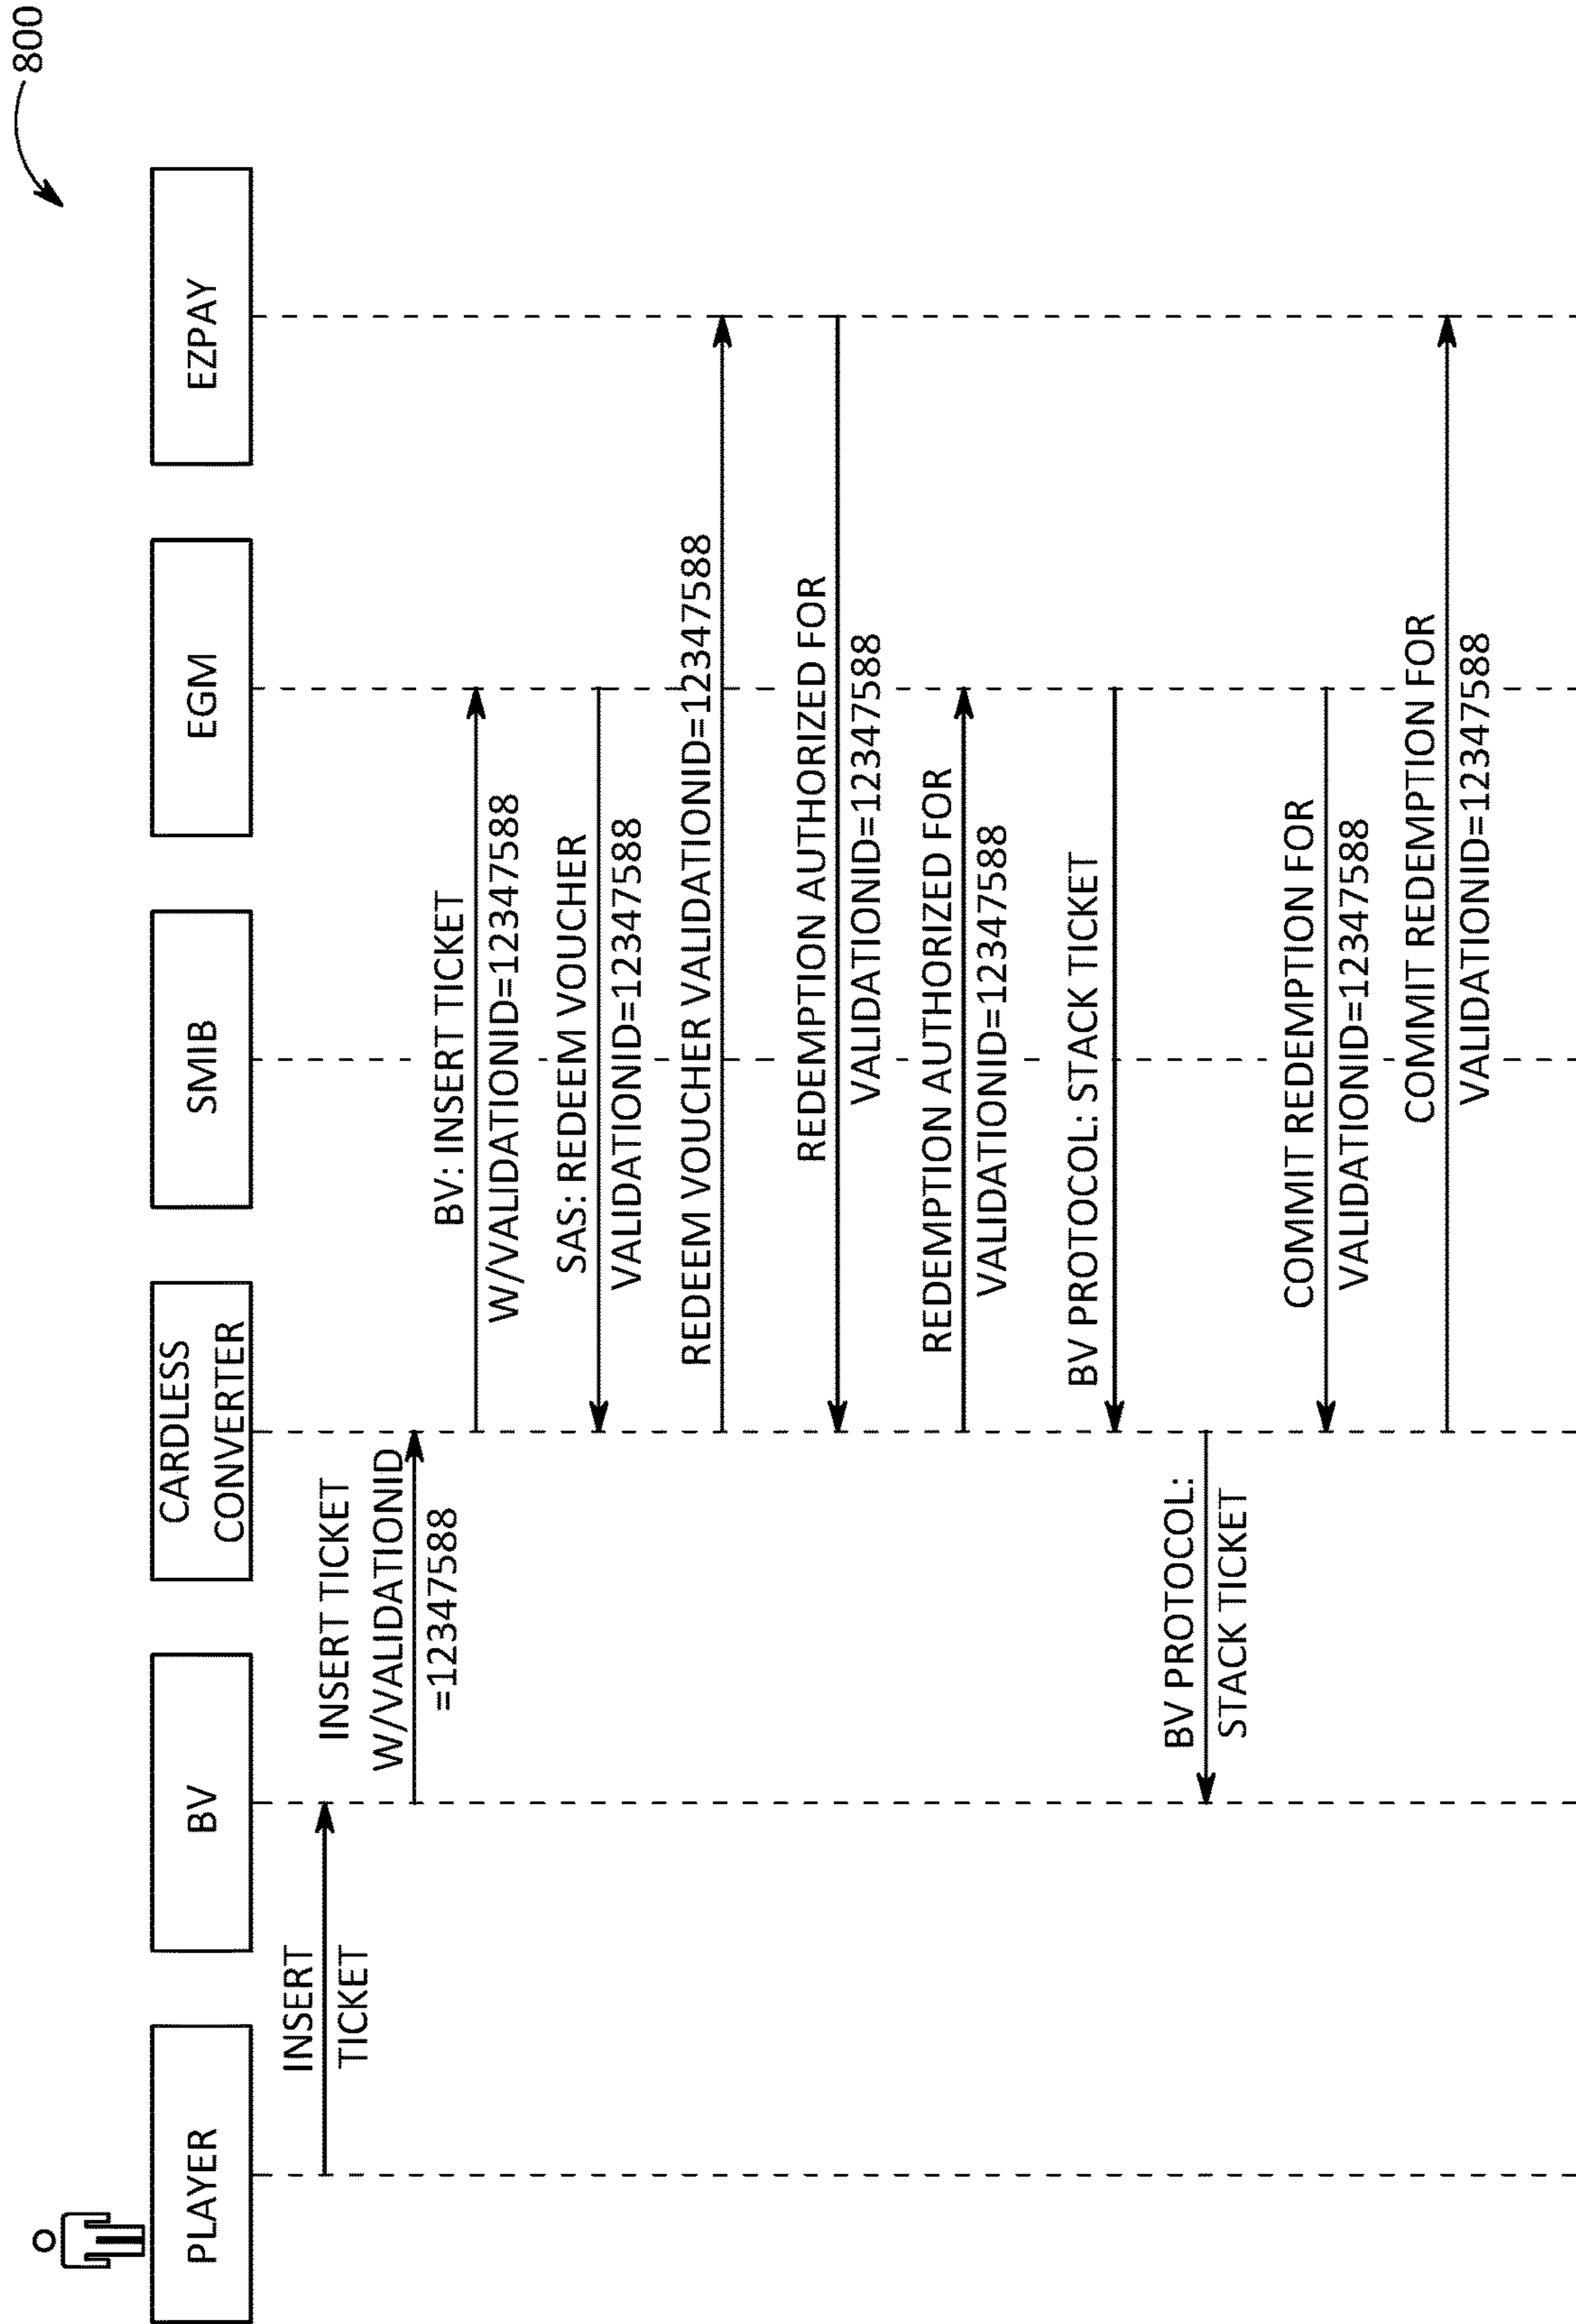 800
PLAYER
BV
CARDLESS
CONVERTER
SMIB
EGM
EZPAY
INSERT
TICKET
INSERT TICKET
W/VALIDATIONID
=12347588
BV: INSERT TICKET
W/VALIDATIONID=12347588
SAS: REDEEM VOUCHER
VALIDATIONID=12347588
REDEEM VOUCHER VALIDATIONID=12347588
REDEMPTION AUTHORIZED FOR
VALIDATIONID=12347588
REDEMPTION AUTHORIZED FOR
VALIDATIONID=12347588
BV PROTOCOL: STACK TICKET
BV PROTOCOL:
STACK TICKET
COMMIT REDEMPTION FOR
VALIDATIONID=12347588
COMMIT REDEMPTION FOR
VALIDATIONID=12347588